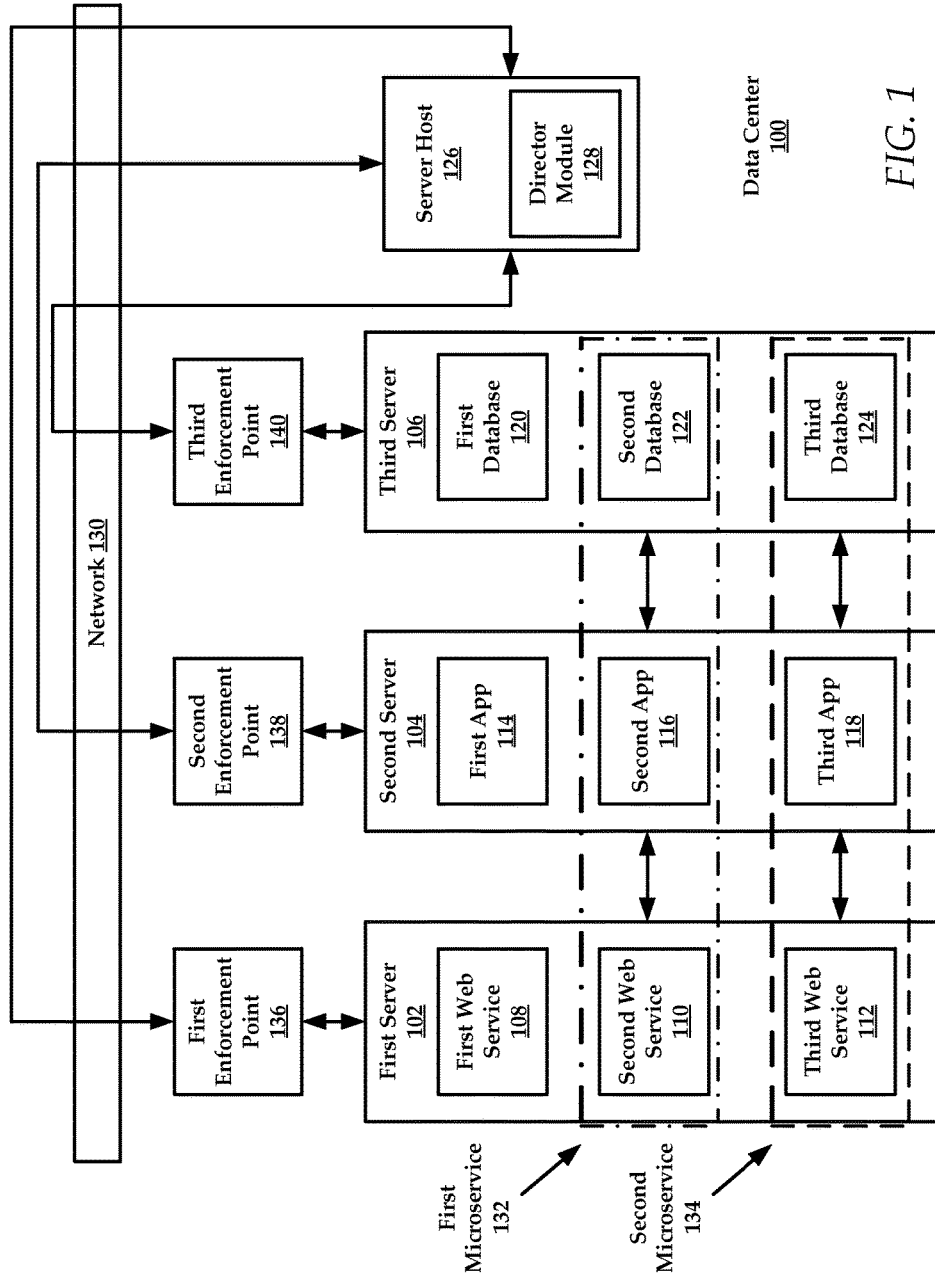 Network 130
First
Enforcement
Point
136
Second
Enforcement
Point
138
Third
Enforcement
Point
140
First Server
102
First Web
Service
108
Second Web
Service
110
Third Web
Service
112
Second Server
104
First App
114
Second App
116
Third App
118
Third Server
106
First
Database
120
Second
Database
122
Third
Database
124
Server Host
126
Director
Module
128
First
Microservice
132
Second
Microservice
134
Data Center
100
FIG. 1